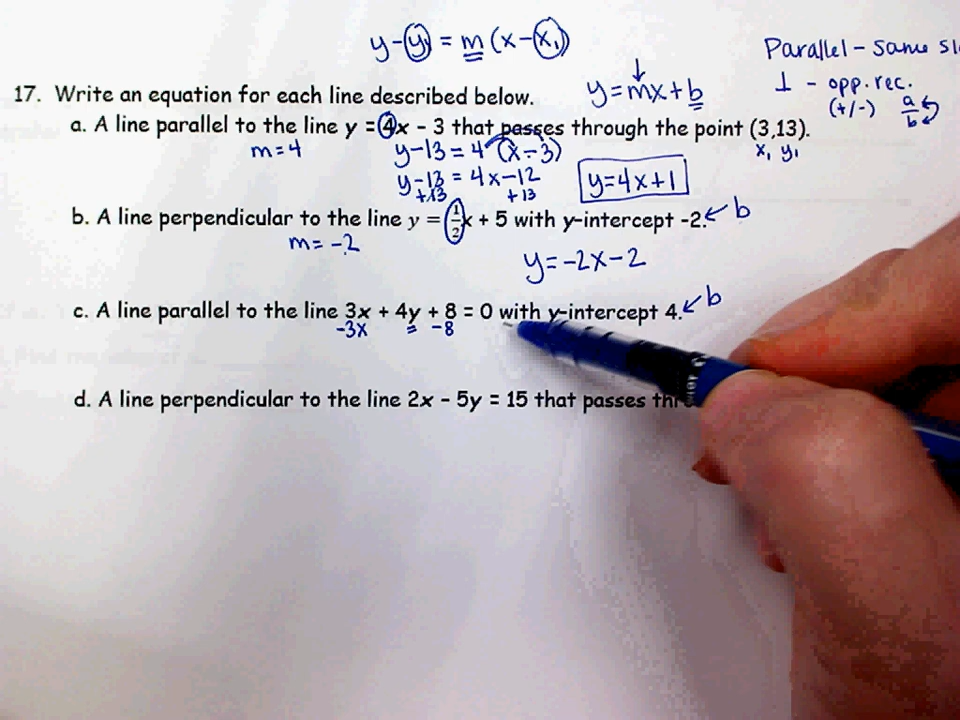 y-y₁ = m(x-x₁)
Parallel - same
17. Write an equation for each line described below.
y=mx+b
⊥ - opp. rec.
(+/-) a/b
a. A line parallel to the line y = 4x - 3 that passes through the point (3,13).
m=4
y-13 = 4(x-3)
x₁ y₁
y-13 = 4x-12
+13 +13
y=4x+1
b. A line perpendicular to the line y = 1/2x + 5 with y-intercept -2. b
m= -2
y=-2x-2
c. A line parallel to the line 3x + 4y + 8 = 0 with y-intercept 4. b
-3x -8
d. A line perpendicular to the line 2x - 5y = 15 that passes